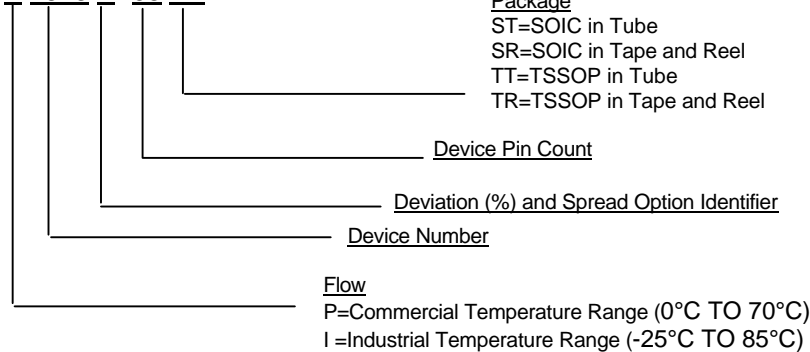 Package
ST=SOIC in Tube
SR=SOIC in Tape and Reel
TT=TSSOP in Tube
TR=TSSOP in Tape and Reel
Device Pin Count
Deviation (%) and Spread Option Identifier
Device Number
Flow
P=Commercial Temperature Range (0°C TO 70°C)
I =Industrial Temperature Range (-25°C TO 85°C)